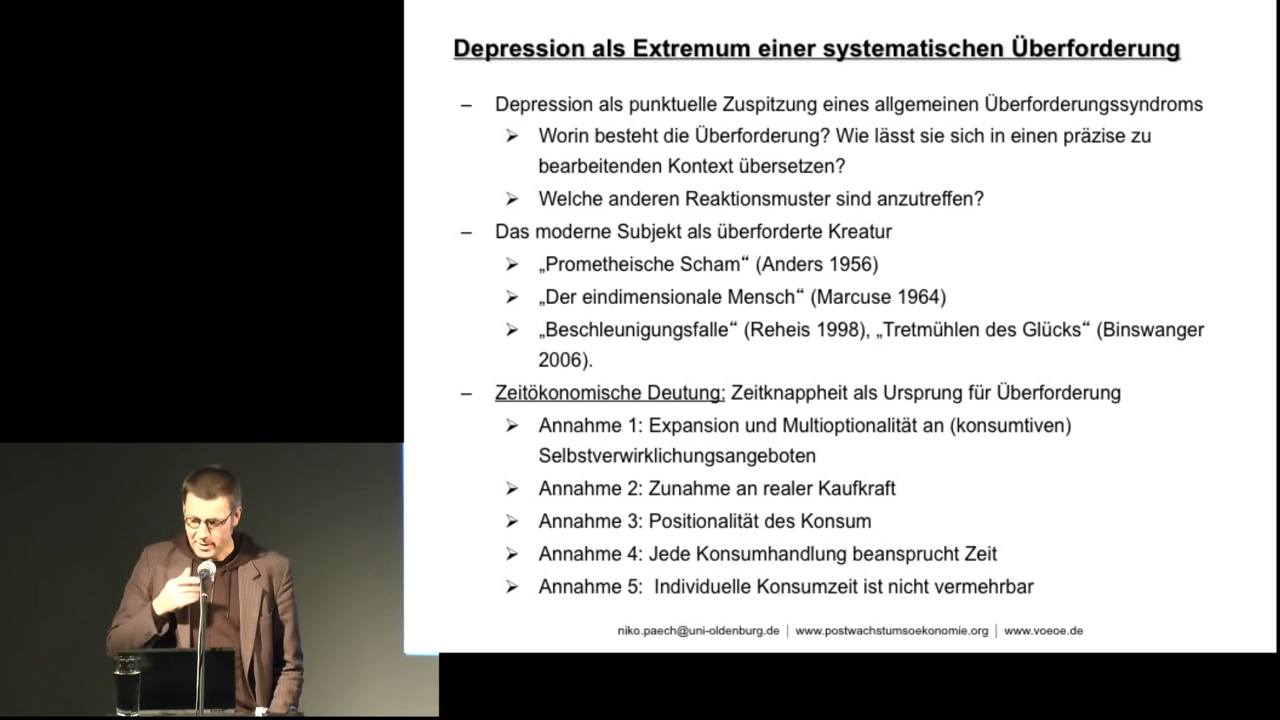 Depression als Extremum einer systematischen Überforderung
– Depression als punktuelle Zuspitzung eines allgemeinen Überforderungssyndroms
➢ Worin besteht die Überforderung? Wie lässt sie sich in einen präzise zu
bearbeitenden Kontext übersetzen?
➢ Welche anderen Reaktionsmuster sind anzutreffen?
– Das moderne Subjekt als überforderte Kreatur
➢ „Prometheische Scham“ (Anders 1956)
➢ „Der eindimensionale Mensch“ (Marcuse 1964)
➢ „Beschleunigungsfalle“ (Reheis 1998), „Tretmühlen des Glücks“ (Binswanger
2006).
– Zeitökonomische Deutung: Zeitknappheit als Ursprung für Überforderung
➢ Annahme 1: Expansion und Multioptionalität an (konsumtiven)
Selbstverwirklichungsangeboten
➢ Annahme 2: Zunahme an realer Kaufkraft
➢ Annahme 3: Positionalität des Konsum
➢ Annahme 4: Jede Konsumhandlung beansprucht Zeit
➢ Annahme 5: Individuelle Konsumzeit ist nicht vermehrbar
niko.paech@uni-oldenburg.de | www.postwachstumsoekonomie.org | www.voeoe.de